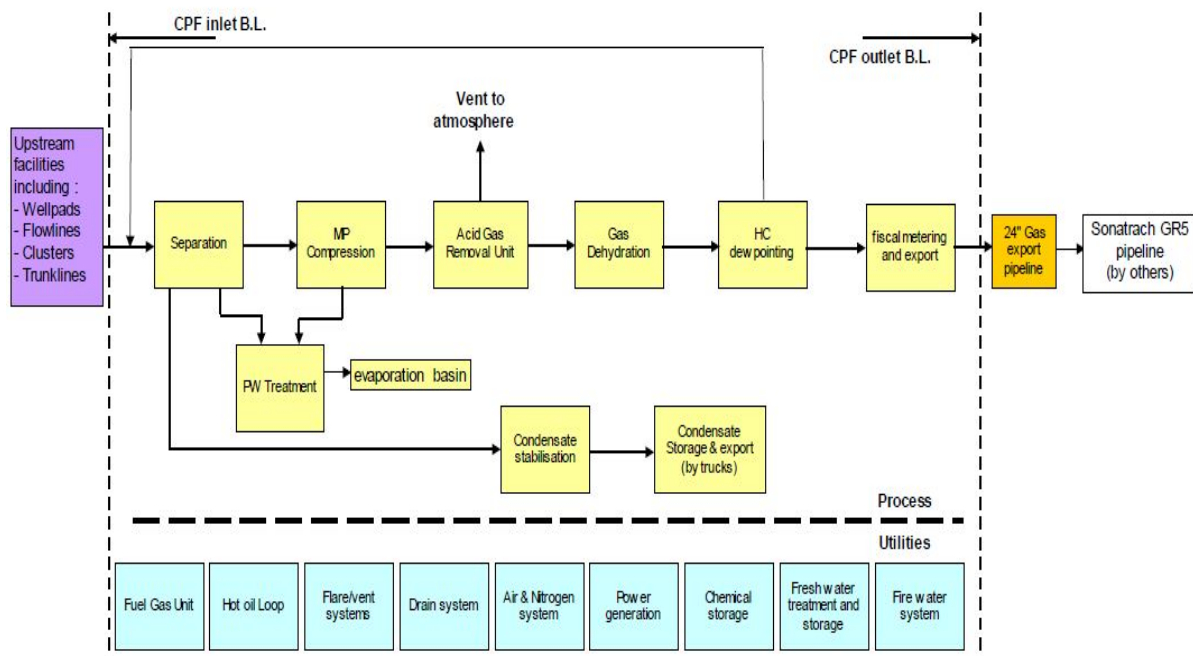 CPF inlet B.L.
CPF outlet B.L.
Vent to
atmosphere
Upstream
facilities
including :
- Wellpads
- Flowlines
- Clusters
- Trunklines
Separation
MP
Compression
Acid Gas
Removal Unit
Gas
Dehydration
HC
dew pointing
fiscal metering
and export
24" Gas
export
pipeline
Sonatrach GR5
pipeline
(by others)
PW Treatment
evaporation basin
Condensate
stabilisation
Condensate
Storage & export
(by trucks)
Process
Utilities
Fuel Gas Unit
Hot oil Loop
Flare/vent
systems
Drain system
Air & Nitrogen
system
Power
generation
Chemical
storage
Fresh water
treatment and
storage
Fire water
system